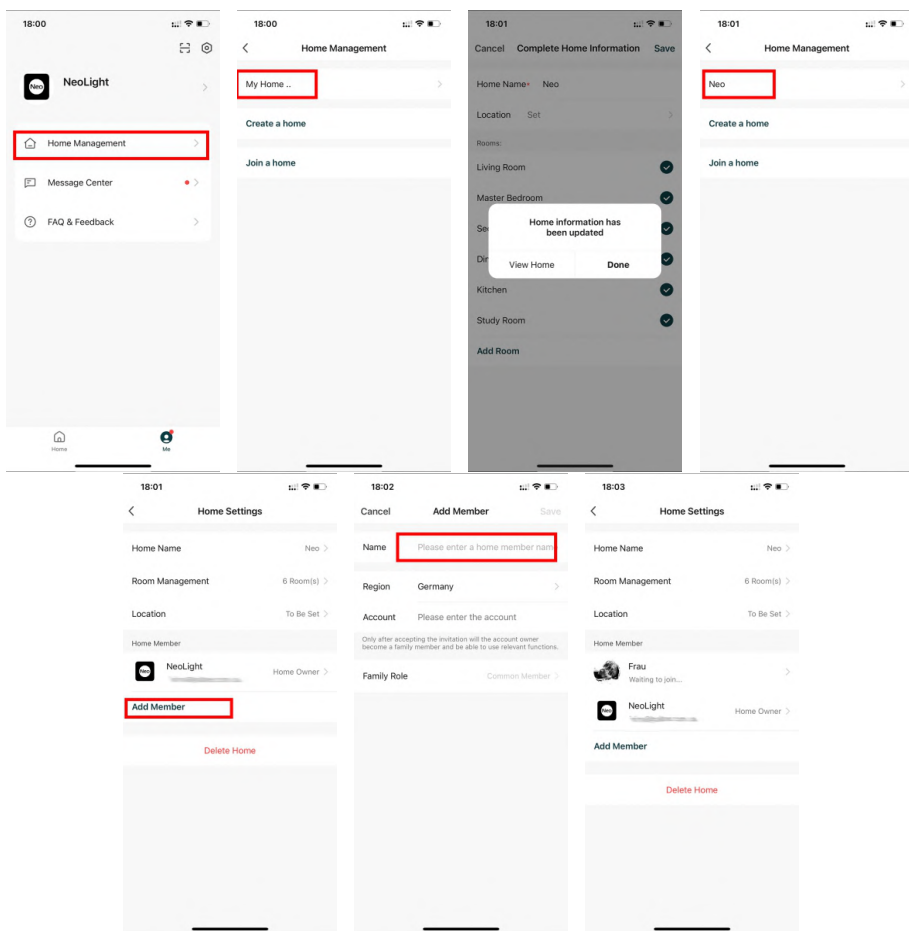 18:00
Neo
NeoLight
Home Management
Message Center
FAQ & Feedback
Home
Me
18:00
Home Management
My Home ..
Create a home
Join a home
18:01
Cancel Complete Home Information Save
Home Name* Neo
Location Set
Rooms:
Living Room
Master Bedroom
Se
Home information has
been updated
Din
View Home Done
Kitchen
Study Room
Add Room
18:01
Home Management
Neo
Create a home
Join a home
18:01
Home Settings
Home Name Neo
Room Management 6 Room(s)
Location To Be Set
Home Member
Neo
NeoLight
Home Owner
Add Member
Delete Home
18:02
Cancel Add Member Save
Name Please enter a home member nam
Region Germany
Account Please enter the account
Only after accepting the invitation will the account owner
become a family member and be able to use relevant functions.
Family Role Common Member
18:03
Home Settings
Home Name Neo
Room Management 6 Room(s)
Location To Be Set
Home Member
Frau
Waiting to join...
Neo
NeoLight
Home Owner
Add Member
Delete Home